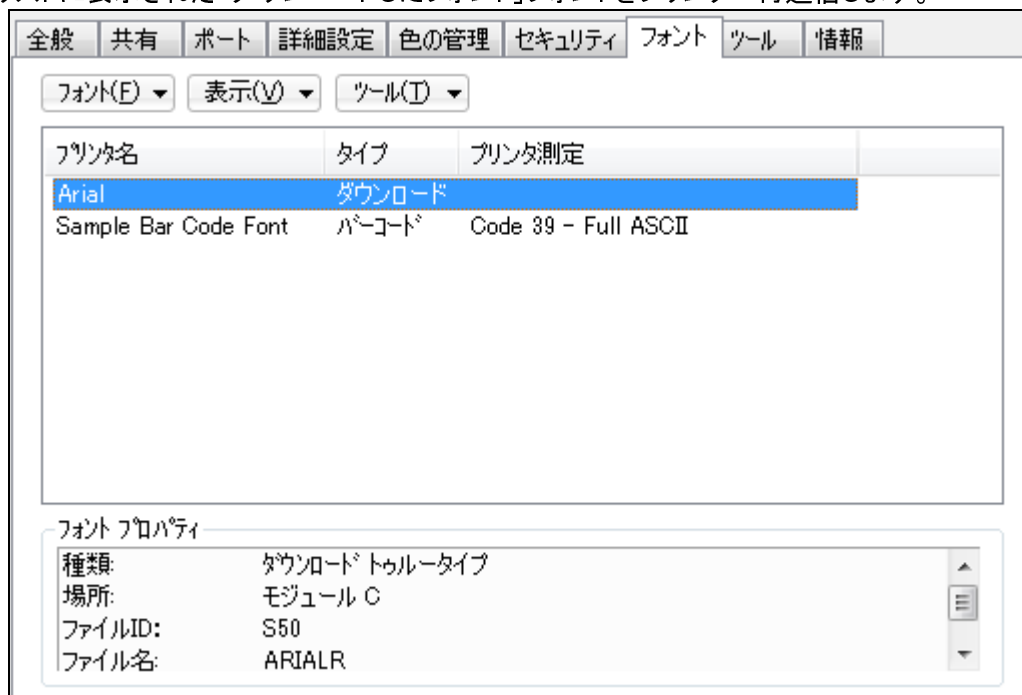 全般 共有 ポート 詳細設定 色の管理 セキュリティ フォント ツール 情報
フォント(F) 表示(V) ツール(T)
プリンタ名 タイプ プリンタ測定
Arial ダウンロード
Sample Bar Code Font バーコード Code 39 - Full ASCII
フォント プロパティ
種類: ダウンロード トゥルータイプ
場所: モジュール C
ファイルID: S50
ファイル名: ARIALR